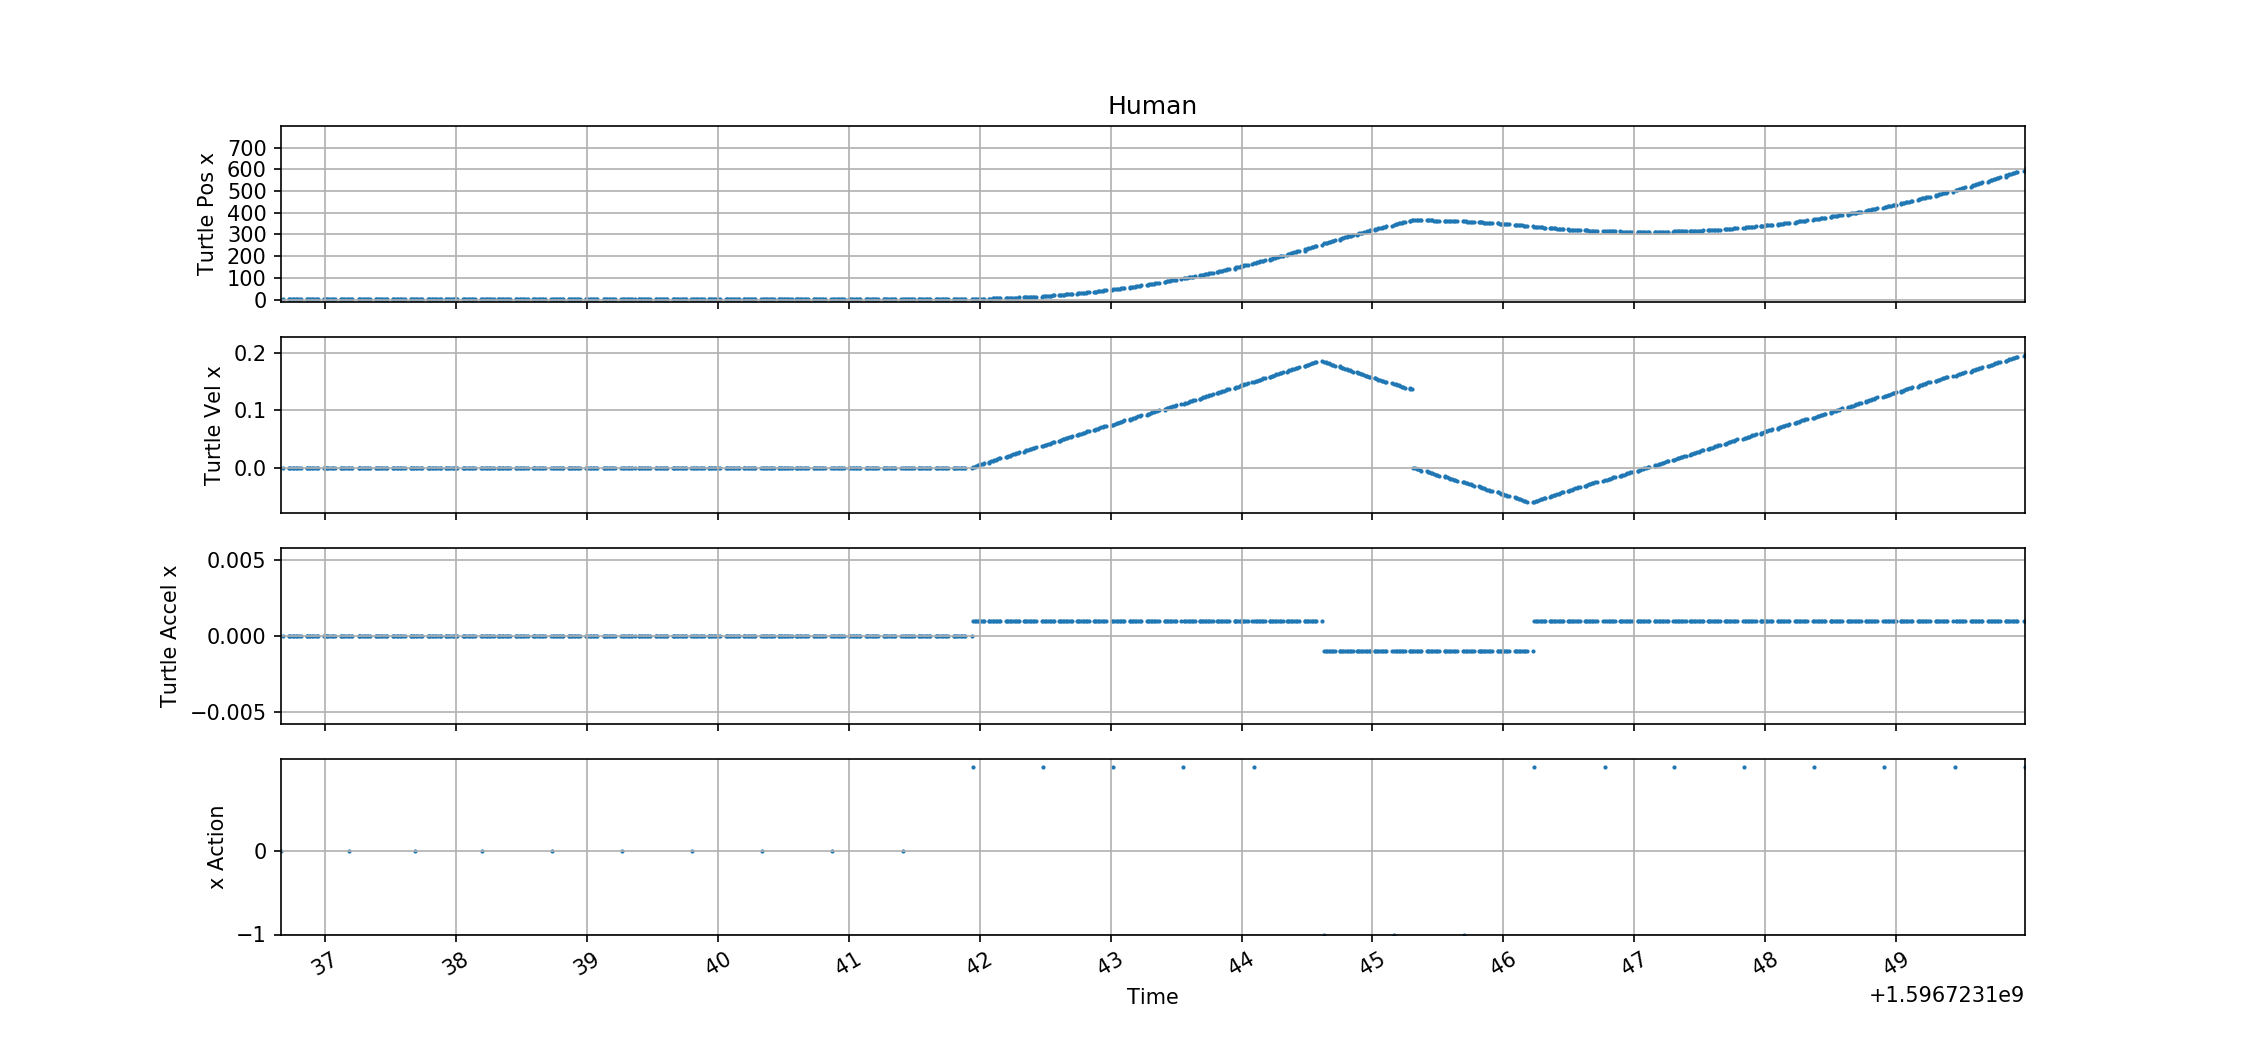 Human
Turtle Pos x
700
600
500
400
300
200
100
0
Turtle Vel x
0.2
0.1
0.0
Turtle Accel x
0.005
0.000
−0.005
x Action
0
−1
37 38 39 40 41 42 43 44 45 46 47 48 49
Time
+1.5967231e9